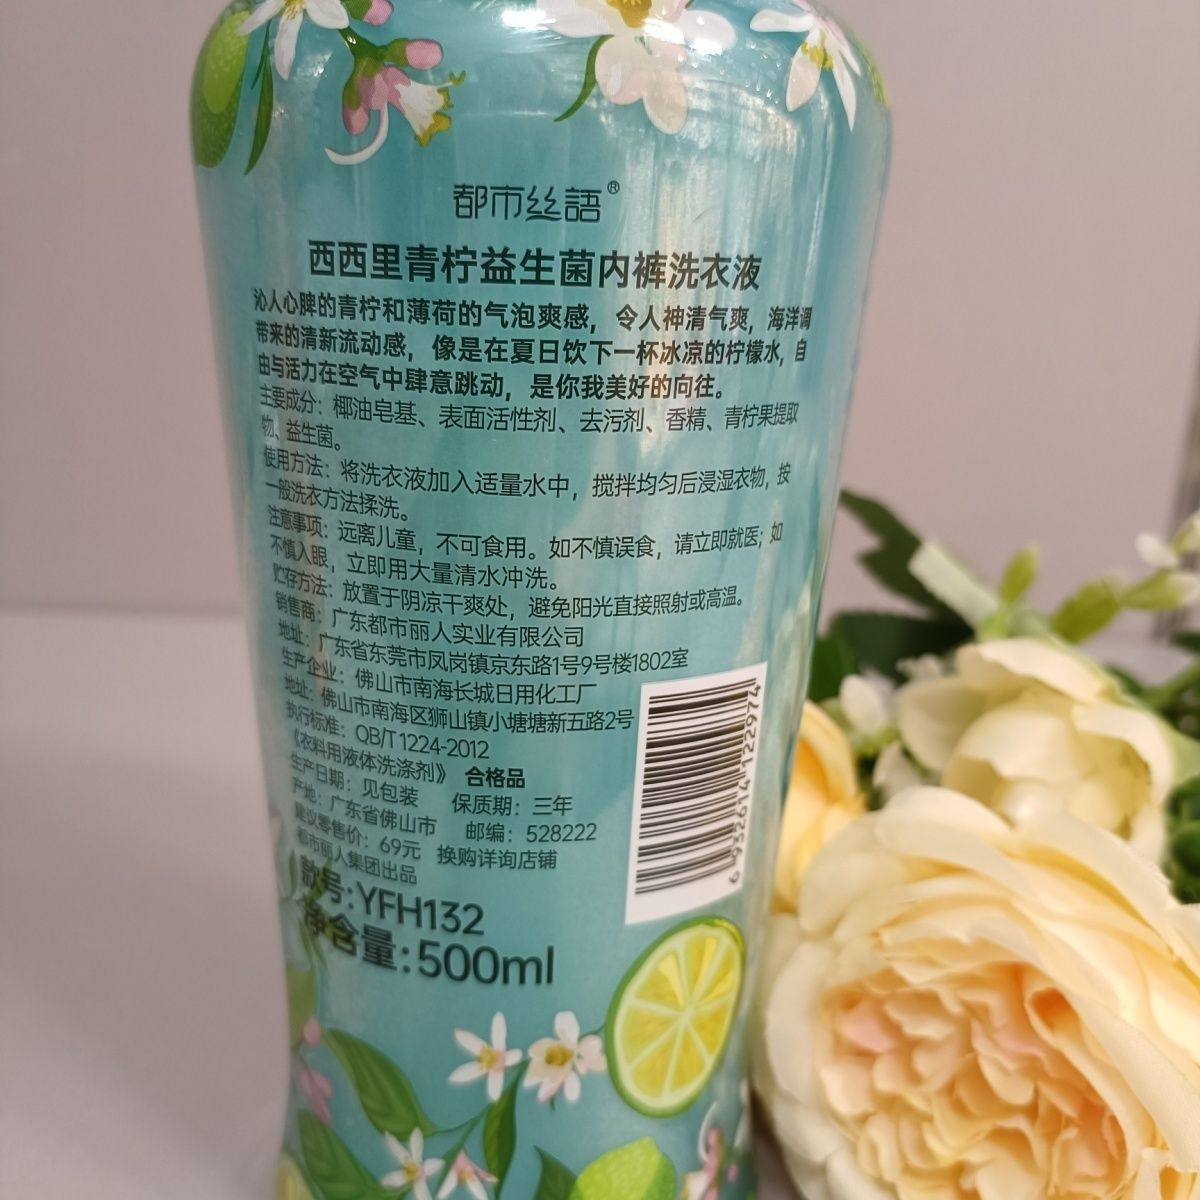 都市丝語®
西西里青柠益生菌内裤洗衣液
沁人心脾的青柠和薄荷的气泡爽感，令人神清气爽，海洋调
带来的清新流动感，像是在夏日饮下一杯冰凉的柠檬水，自
由与活力在空气中肆意跳动，是你我美好的向往。
主要成分：椰油皂基、表面活性剂、去污剂、香精、青柠果提取
物、益生菌。
使用方法：将洗衣液加入适量水中，搅拌均匀后浸湿衣物，按
一般洗衣方法揉洗。
注意事项：远离儿童，不可食用。如不慎误食，请立即就医；如
不慎入眼，立即用大量清水冲洗。
贮存方法：放置于阴凉干爽处，避免阳光直接照射或高温。
销售商：广东都市丽人实业有限公司
地址：广东省东莞市凤岗镇京东路1号9号楼1802室
生产企业：佛山市南海长城日用化工厂
地址：佛山市南海区狮山镇小塘塘新五路2号
执行标准：QB/T 1224-2012
《衣料用液体洗涤剂》 合格品
生产日期：见包装 保质期：三年
产地：广东省佛山市 邮编：528222
建议零售价：69元 换购详询店铺
都市丽人集团出品
款号:YFH132
净含量:500ml
6 932614 122974